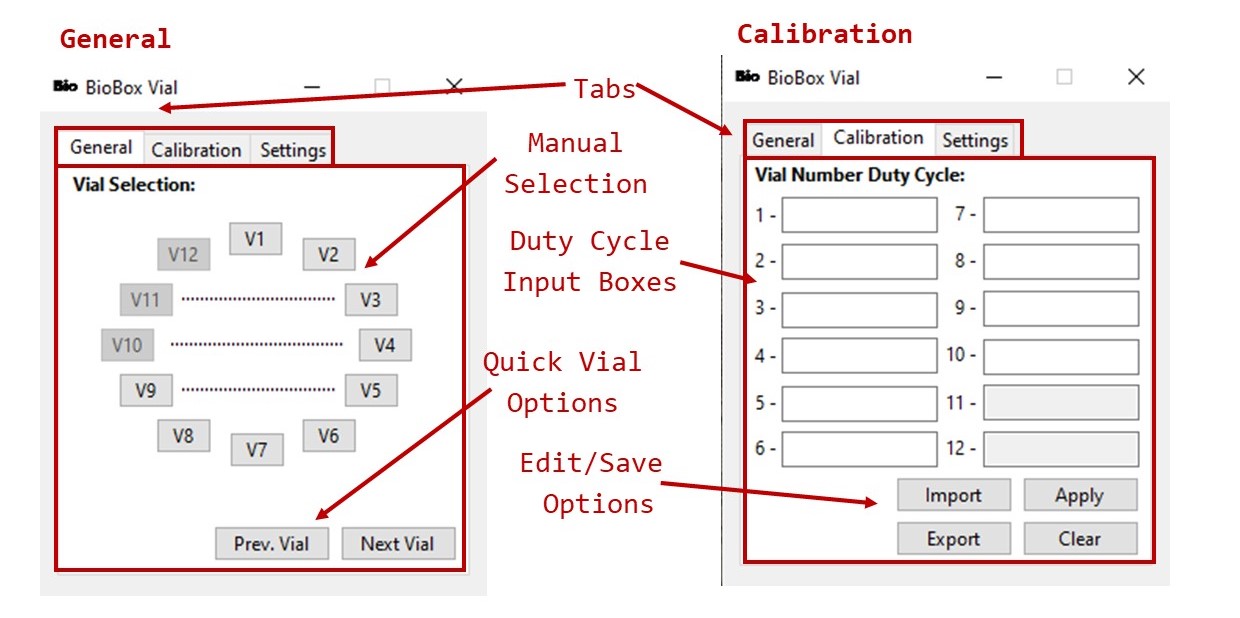 General
Calibration
Bio BioBox Vial
Bio BioBox Vial
Tabs
General Calibration Settings
General Calibration Settings
Manual
Selection
Vial Selection:
V1
V12
V2
V11
V3
V10
V4
V9
V5
V8
V6
V7
Duty Cycle
Input Boxes
Quick Vial
Options
Prev. Vial
Next Vial
Vial Number Duty Cycle:
1 -
7 -
2 -
8 -
3 -
9 -
4 -
10 -
5 -
11 -
6 -
12 -
Edit/Save
Options
Import
Apply
Export
Clear